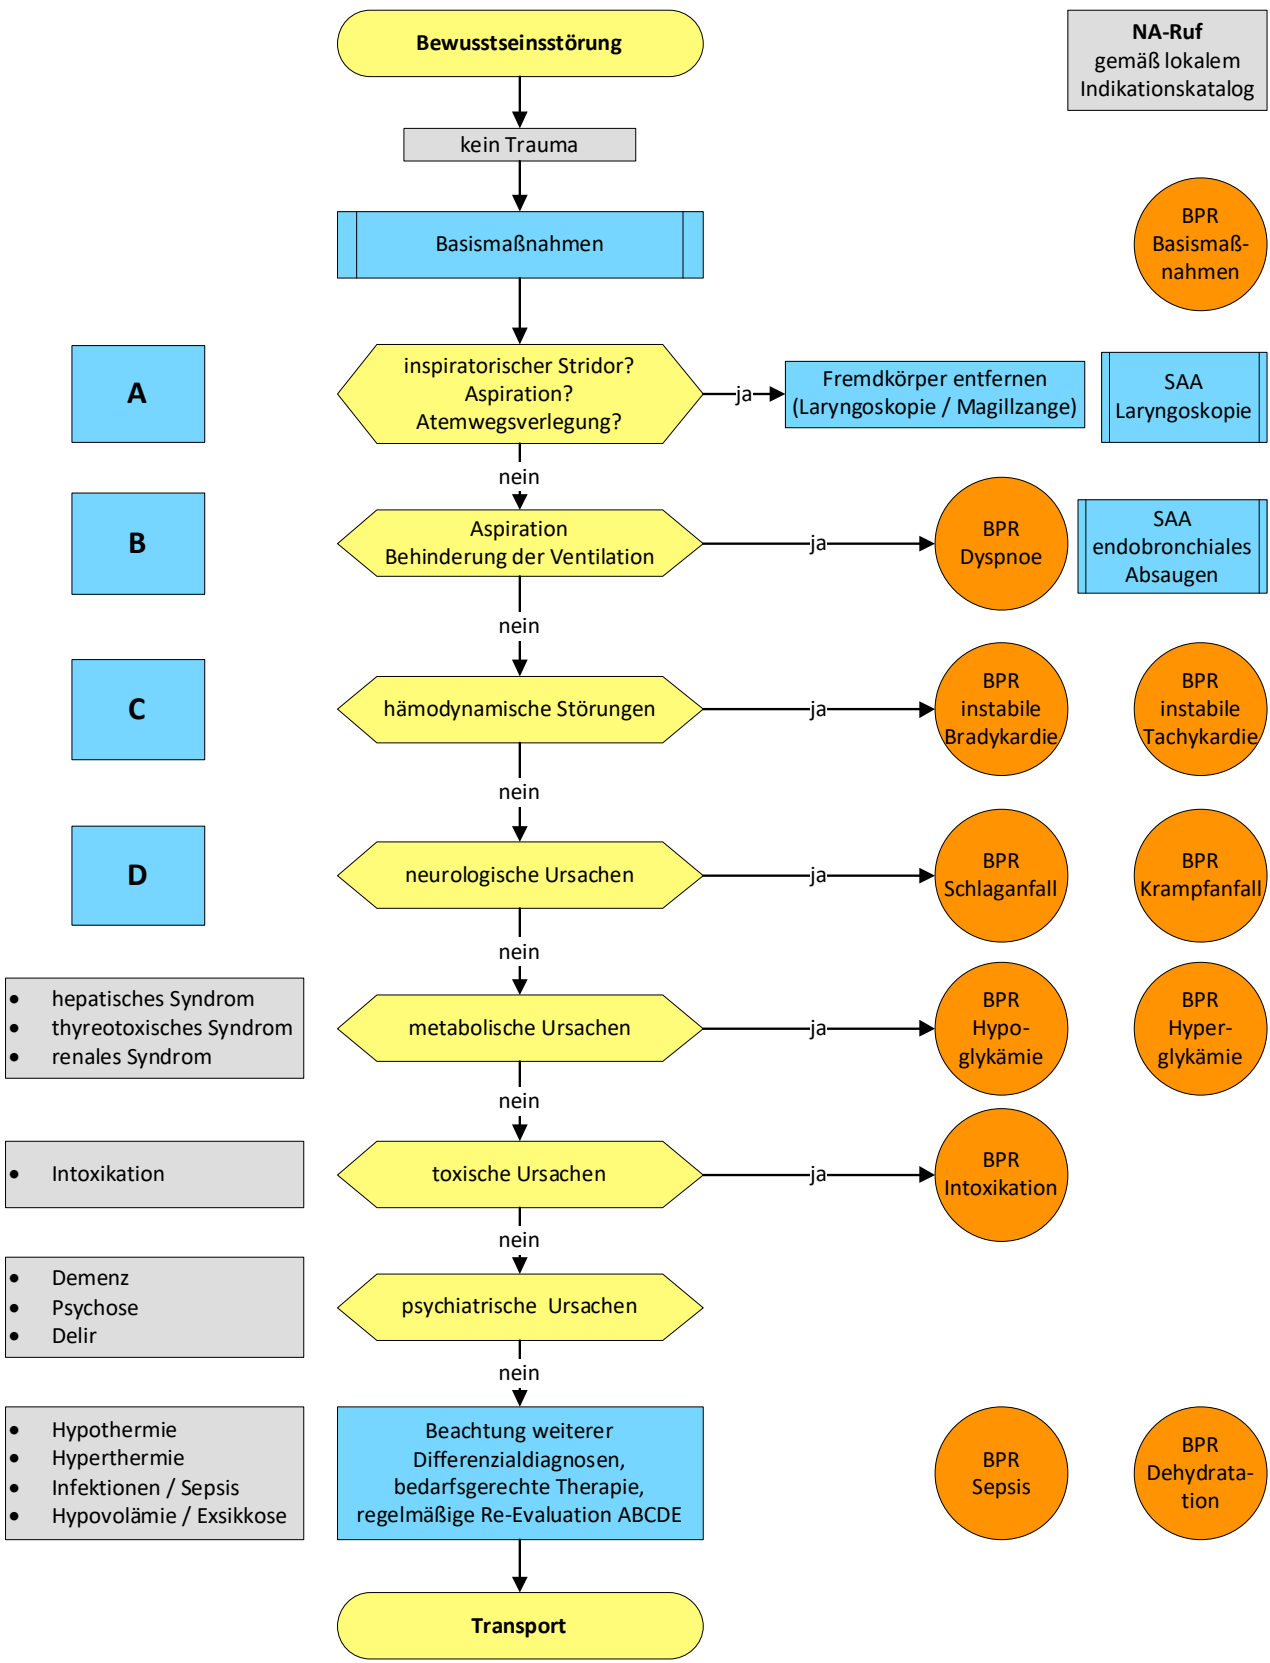 Bewusstseinsstörung
NA-Ruf
gemäß lokalem
Indikationskatalog
kein Trauma
Basismaßnahmen
BPR
Basismaß-
nahmen
A
inspiratorischer Stridor?
Aspiration?
Atemwegsverlegung?
ja
Fremdkörper entfernen
(Laryngoskopie / Magillzange)
SAA
Laryngoskopie
nein
B
Aspiration
Behinderung der Ventilation
ja
BPR
Dyspnoe
SAA
endobronchiales
Absaugen
nein
C
hämodynamische Störungen
ja
BPR
instabile
Bradykardie
BPR
instabile
Tachykardie
nein
D
neurologische Ursachen
ja
BPR
Schlaganfall
BPR
Krampfanfall
nein
• hepatisches Syndrom
• thyreotoxisches Syndrom
• renales Syndrom
metabolische Ursachen
ja
BPR
Hypo-
glykämie
BPR
Hyper-
glykämie
nein
• Intoxikation
toxische Ursachen
ja
BPR
Intoxikation
nein
• Demenz
• Psychose
• Delir
psychiatrische Ursachen
nein
• Hypothermie
• Hyperthermie
• Infektionen / Sepsis
• Hypovolämie / Exsikkose
Beachtung weiterer
Differenzialdiagnosen,
bedarfsgerechte Therapie,
regelmäßige Re-Evaluation ABCDE
BPR
Sepsis
BPR
Dehydrata-
tion
Transport